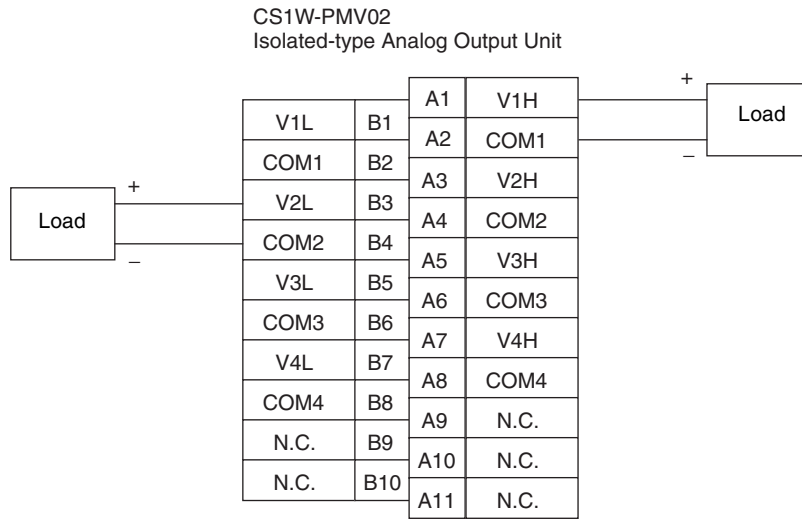 CS1W-PMV02
Isolated-type Analog Output Unit
+
A1 V1H
Load
V1L B1
A2 COM1
−
COM1 B2
A3 V2H
+
V2L B3
Load
A4 COM2
COM2 B4
−
A5 V3H
V3L B5
A6 COM3
COM3 B6
A7 V4H
V4L B7
A8 COM4
COM4 B8
A9 N.C.
N.C. B9
A10 N.C.
N.C. B10
A11 N.C.